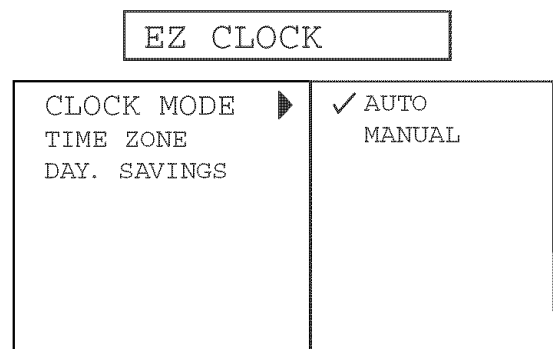 EZ CLOCK
CLOCK MODE
TIME ZONE
DAY. SAVINGS
✓ AUTO
MANUAL